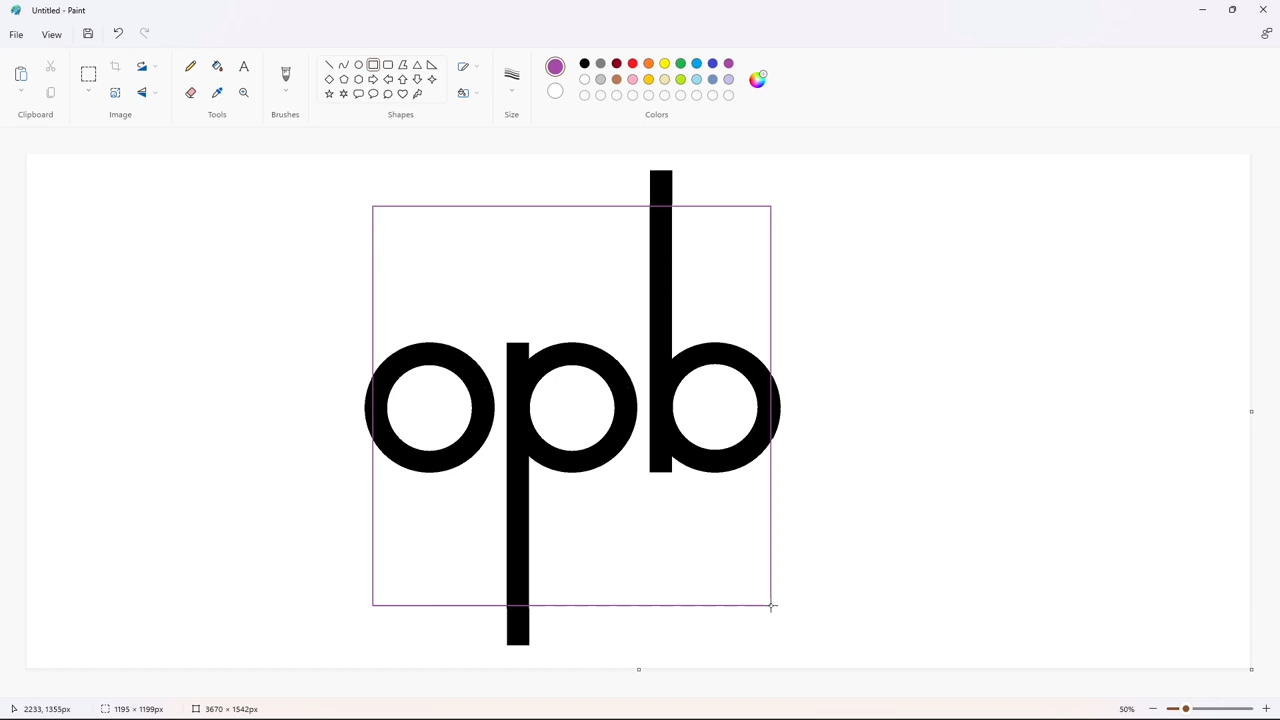 Untitled - Paint
File View
Clipboard Image Tools Brushes Shapes Size Colors
A
opb
2233, 1355px 1195 × 1199px 3670 × 1542px 50%